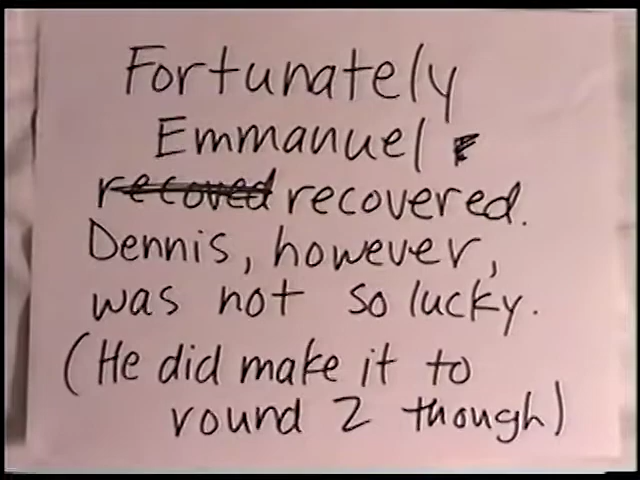 Fortunately
Emmanuel
recoved recovered.
Dennis, however,
was not so lucky.
(He did make it to
round 2 though)